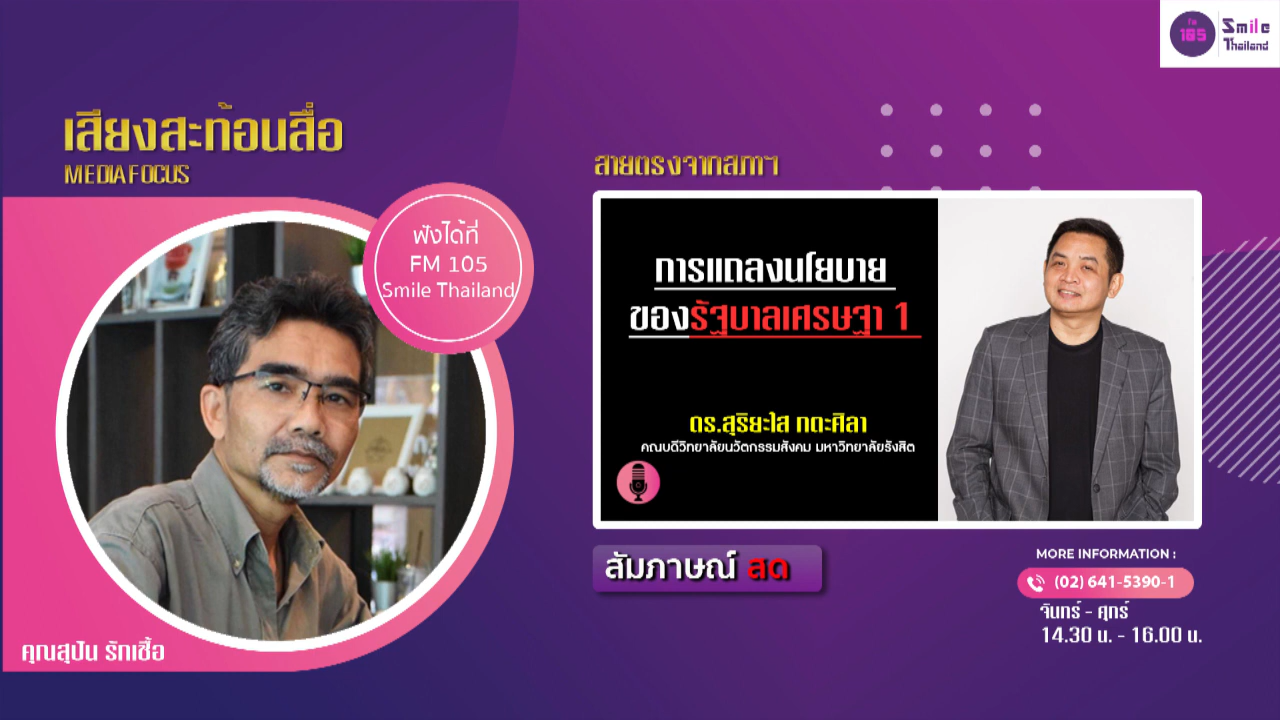 FM
105
Smile
Thailand
เสียงสะท้อนสื่อ
MEDIA FOCUS
ฟังได้ที่
FM 105
Smile Thailand
คุณสุปัน รักเชื้อ
สายตรงจากสภาฯ
การแถลงนโยบาย
ของรัฐบาลเศรษฐา 1
ดร.สุริยะใส กตะศิลา
คณบดีวิทยาลัยนวัตกรรมสังคม มหาวิทยาลัยรังสิต
สัมภาษณ์ สด
MORE INFORMATION :
(02) 641-5390-1
จันทร์ - ศุกร์
14.30 น. - 16.00 น.